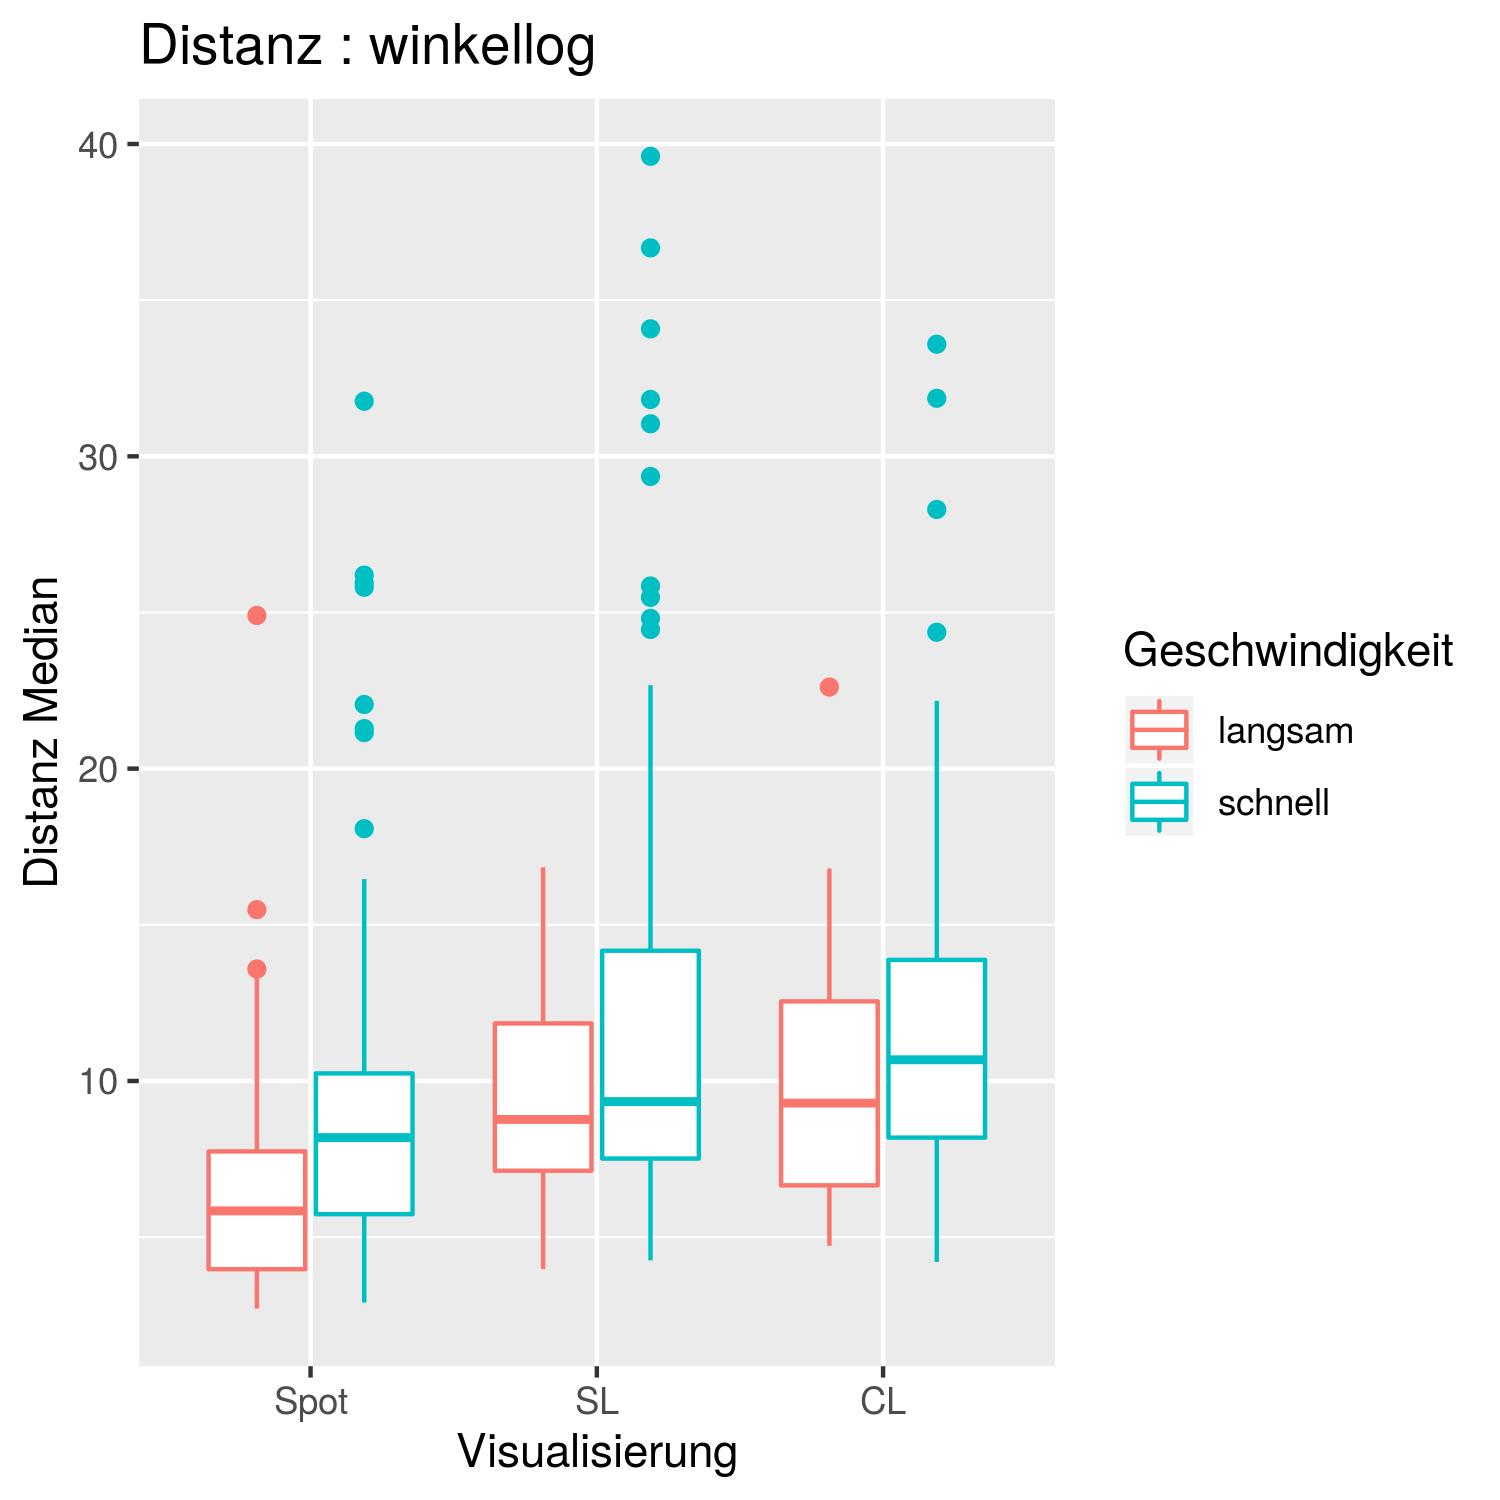 Distanz : winkellog
40
30
20
10
Distanz Median
Spot SL CL
Visualisierung
Geschwindigkeit
langsam
schnell